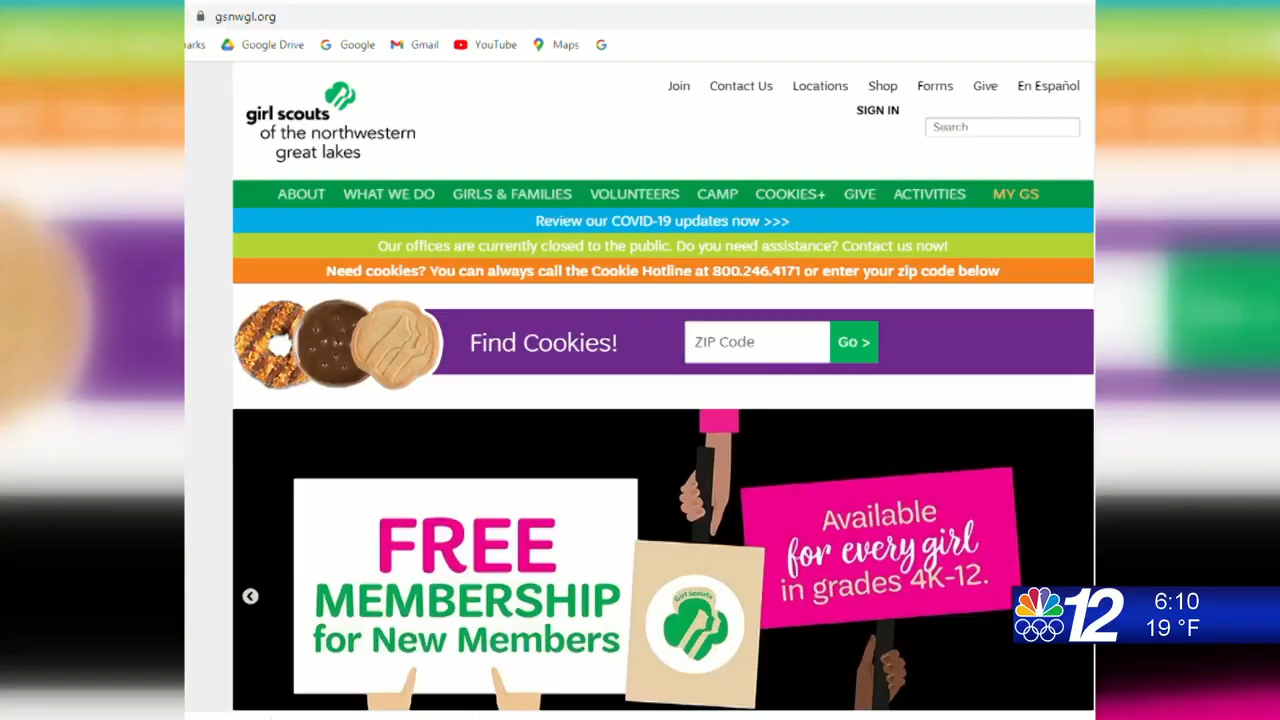 gsnwgl.org
arks Google Drive Google Gmail YouTube Maps
Join Contact Us Locations Shop Forms Give En Español
SIGN IN
Search
girl scouts
of the northwestern
great lakes
ABOUT WHAT WE DO GIRLS & FAMILIES VOLUNTEERS CAMP COOKIES+ GIVE ACTIVITIES MY GS
Review our COVID-19 updates now >>>
Our offices are currently closed to the public. Do you need assistance? Contact us now!
Need cookies? You can always call the Cookie Hotline at 800.246.4171 or enter your zip code below
Find Cookies! ZIP Code Go >
FREE
MEMBERSHIP
for New Members
Girl Scouts
Available
for every girl
in grades 4K-12.
12
6:10
19 °F